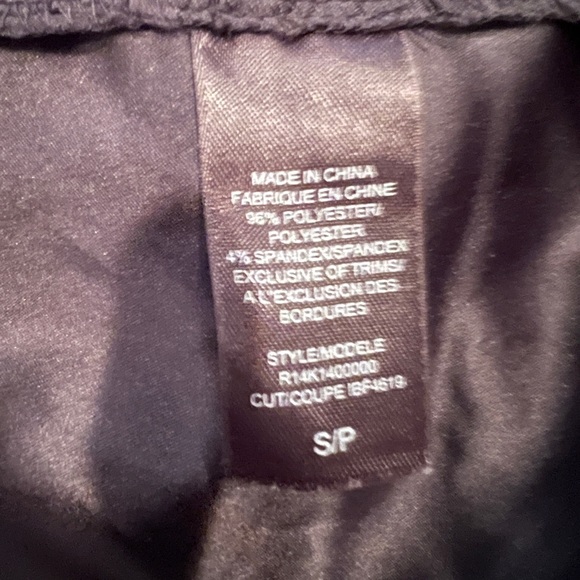 MADE IN CHINA
FABRIQUE EN CHINE
96% POLYESTER/
POLYESTER
4% SPANDEX/SPANDEX
EXCLUSIVE OF TRIMS/
A L'EXCLUSION DES
BORDURES
STYLE/MODELE
R14K1400000
CUT/COUPE IBF4619
S/P